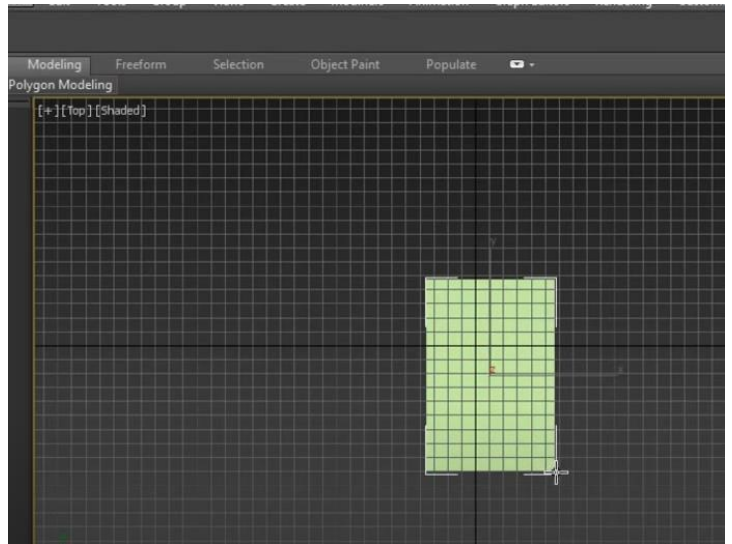 Modeling Freeform Selection Object Paint Populate
Polygon Modeling
[+][Top][Shaded]
Y
X
Z